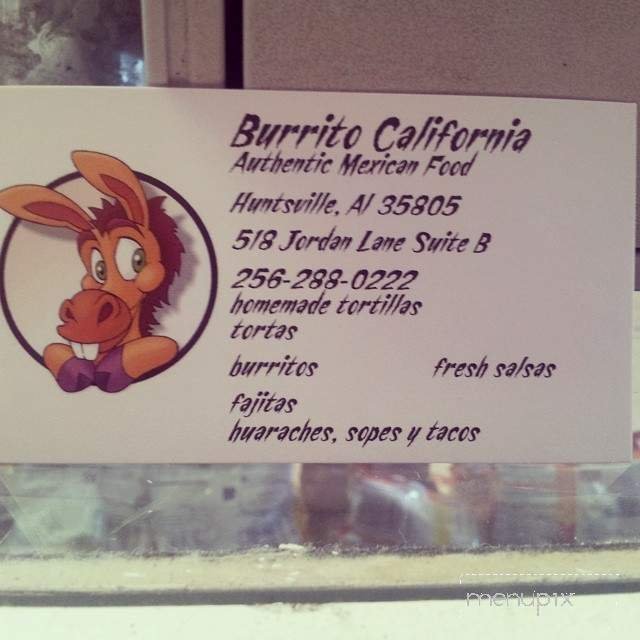 Burrito California
Authentic Mexican Food
Huntsville, Al 35805
518 Jordan Lane Suite B
256-288-0222
homemade tortillas
tortas
burritos fresh salsas
fajitas
huaraches, sopes y tacos
menupix